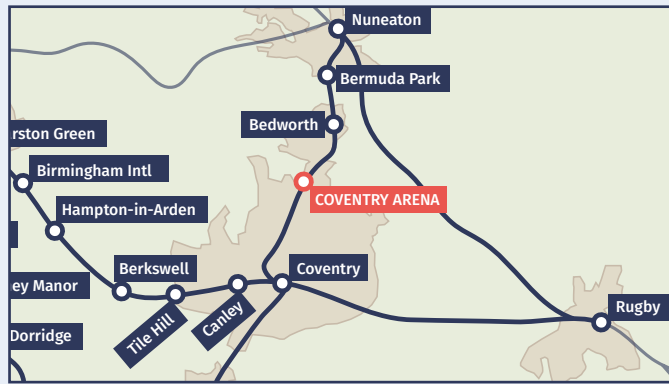 Nuneaton
Bermuda Park
Bedworth
rston Green
Birmingham Intl
COVENTRY ARENA
Hampton-in-Arden
Berkswell
Coventry
ey Manor
Tile Hill
Canley
Rugby
Dorridge